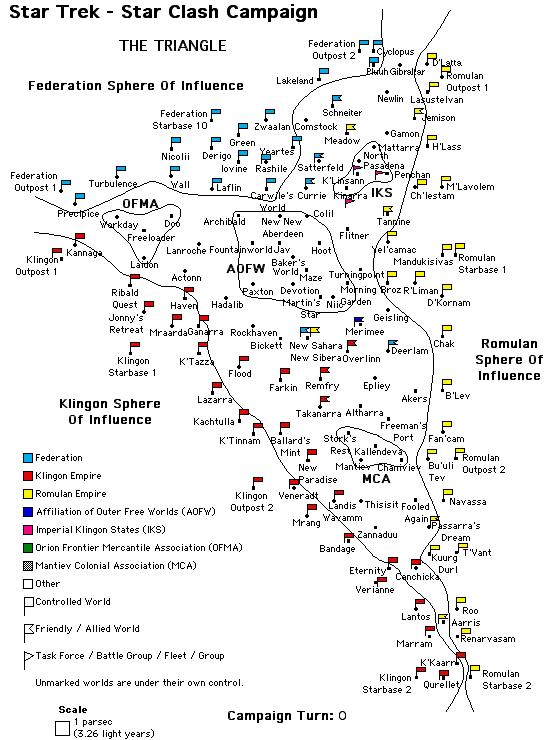 Star Trek - Star Clash Campaign
THE TRIANGLE
Federation
Outpost 2
Cyclopus
D'Latta
Federation Sphere Of Influence
Lakeland
Gibraltar
Romulan
Outpost 1
Newlin
Lasustelvan
Schneiter
Jemison
Federation
Starbase 10
Zwaalan
Comstock
Meadow
Gamon
Green
Mattarra
H'Lass
Nicolii
Derigo
Yeartes
North
Iovine
Rashile
Satterfeld
Pasadena
Federation
Outpost 1
Turbulence
Wall
Laflin
K'Linsann
Penchan
Carwyle's
World
Currie
Kingara
IKS
Ch'lestam
M'Lavolem
Precipice
OFMA
Workday
Doo
Archibald
New New
Aberdeen
Colil
Tannine
Freeloader
Flitner
Yel'camac
Kannaga
Lanroche
Fountainworld
Jav
Hoot
Mandukisivas
Romulan
Starbase 1
Klingon
Outpost 1
Laidon
AOFW
Baker's
World
Actonn
Maze
Turningpoint
Ribald
Quest
Haven
Paxton
Devotion
Morning
Garden
Broz
R'Liman
D'Kornam
Hadalib
Martin's
Star
Niic
Jonny's
Retreat
Mraarda
Ganarra
Rockhaven
Merimee
Geisling
Bickett
New Sahara
Chak
Klingon
Starbase 1
K'Tazza
New Sibera
Overlinn
Deerlam
Romulan
Sphere Of
Influence
Flood
Farkin
Remfry
Epliey
Lazarra
Akers
B'Lev
Klingon Sphere
Of Influence
Takanarra
Altharra
Kachtulla
Freeman's
Port
K'Tinnam
Ballard's
Mint
Stork's
Rest
Kallendeva
Fan'cam
Federation
New
Paradise
Mantiev
Chaniviev
Bu'uli
Tev
Romulan
Outpost 2
Klingon Empire
MCA
Romulan Empire
Klingon
Outpost 2
Veneradt
Landis
Thisisit
Fooled
Again
Navassa
Affiliation of Outer Free Worlds (AOFW)
Mrang
Wavamm
Imperial Klingon States (IKS)
Zannaduu
Passarra's
Dream
Orion Frontier Mercantile Association (OFMA)
Bandage
Kuurg
T'Vant
Mantiev Colonial Association (MCA)
Eternity
Canchicka
Durl
Other
Verianne
Controlled World
Lantos
Roo
Friendly / Allied World
Aarris
Marram
Renarvasam
Task Force / Battle Group / Fleet / Group
K'Kaarr
Unmarked worlds are under their own control.
Klingon
Starbase 2
Qurellet
Romulan
Starbase 2
Scale
1 parsec
(3.26 light years)
Campaign Turn: 0